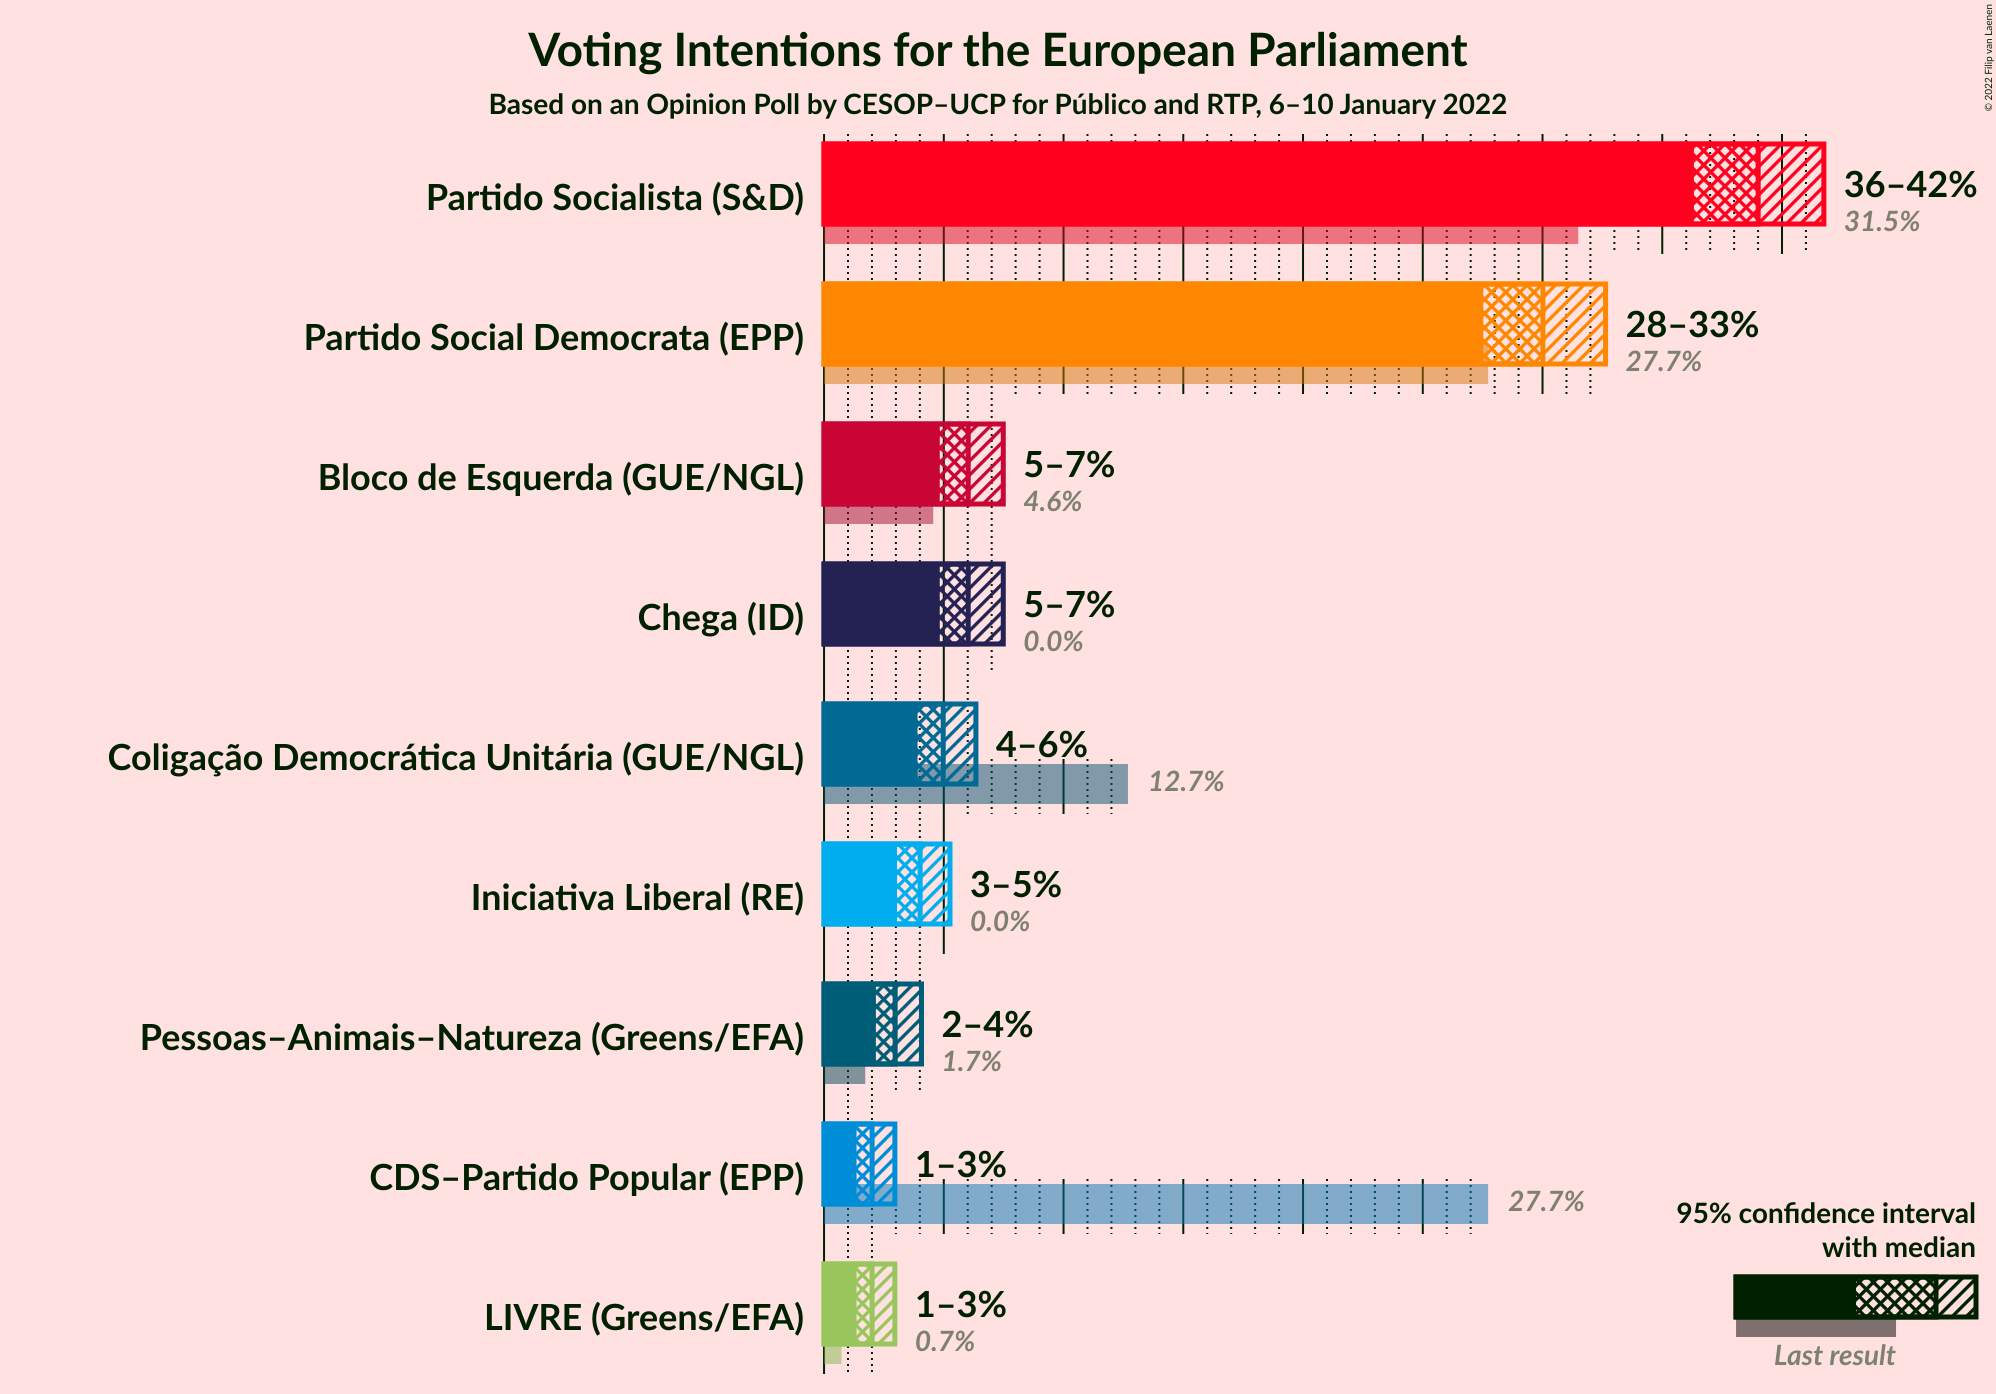 Voting Intentions for the European Parliament
Based on an Opinion Poll by CESOP–UCP for Público and RTP, 6–10 January 2022
© 2022 Filip van Laenen
Partido Socialista (S&D)
36–42%
31.5%
Partido Social Democrata (EPP)
28–33%
27.7%
Bloco de Esquerda (GUE/NGL)
5–7%
4.6%
Chega (ID)
5–7%
0.0%
Coligação Democrática Unitária (GUE/NGL)
4–6%
12.7%
Iniciativa Liberal (RE)
3–5%
0.0%
Pessoas–Animais–Natureza (Greens/EFA)
2–4%
1.7%
CDS–Partido Popular (EPP)
1–3%
27.7%
LIVRE (Greens/EFA)
1–3%
0.7%
95% confidence interval
with median
Last result